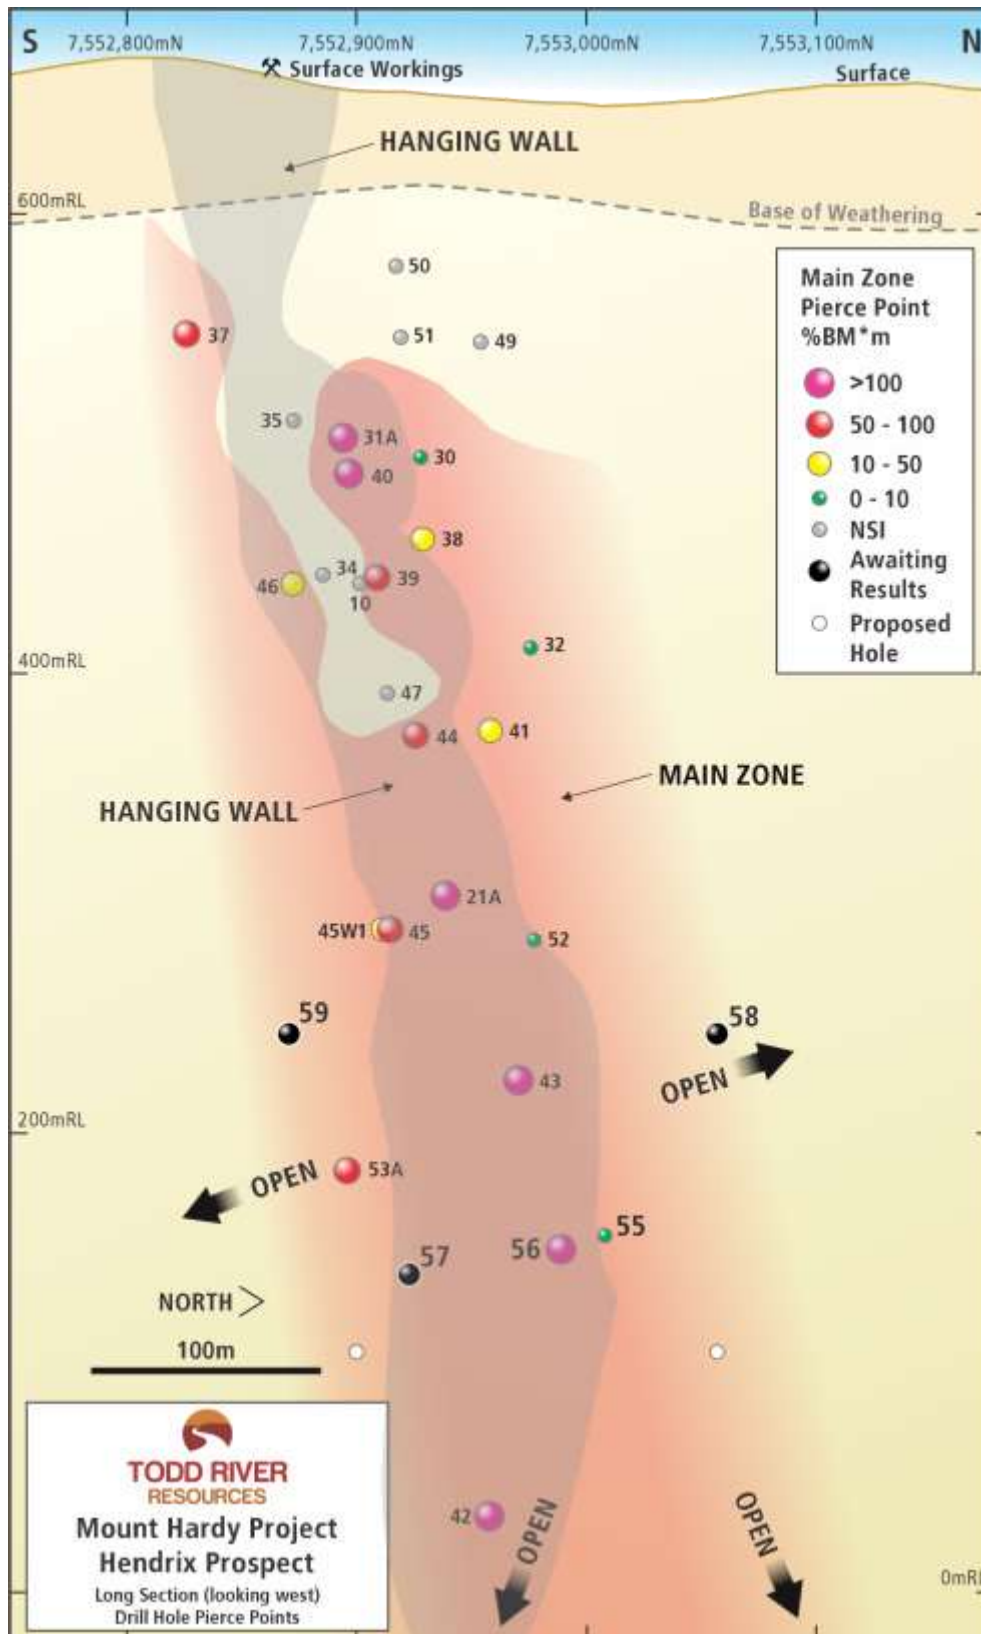 S
7,552,800mN
7,552,900mN
7,553,000mN
7,553,100mN
N
Surface Workings
Surface
HANGING WALL
600mRL
Base of Weathering
Main Zone
Pierce Point
%BM*m
>100
50 - 100
10 - 50
0 - 10
NSI
Awaiting
Results
Proposed
Hole
50
51
49
37
35
31A
30
40
38
34
39
46
10
32
400mRL
47
44
41
MAIN ZONE
HANGING WALL
21A
45W1
45
52
59
58
43
OPEN
200mRL
OPEN
53A
55
56
57
NORTH
100m
TODD RIVER
RESOURCES
Mount Hardy Project
Hendrix Prospect
Long Section (looking west)
Drill Hole Pierce Points
42
OPEN
OPEN
0mRL